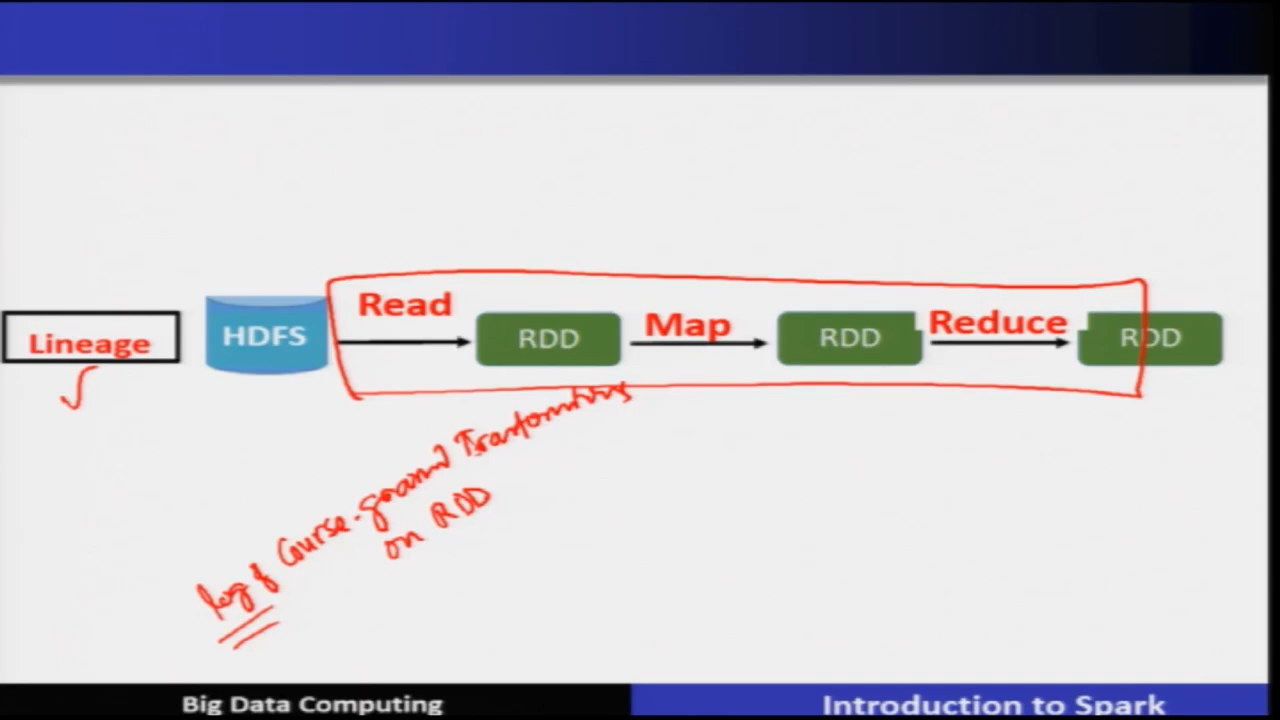 Read
Lineage HDFS RDD Map RDD Reduce RDD
log of Course-grained Transformations
on RDD
Big Data Computing Introduction to Spark